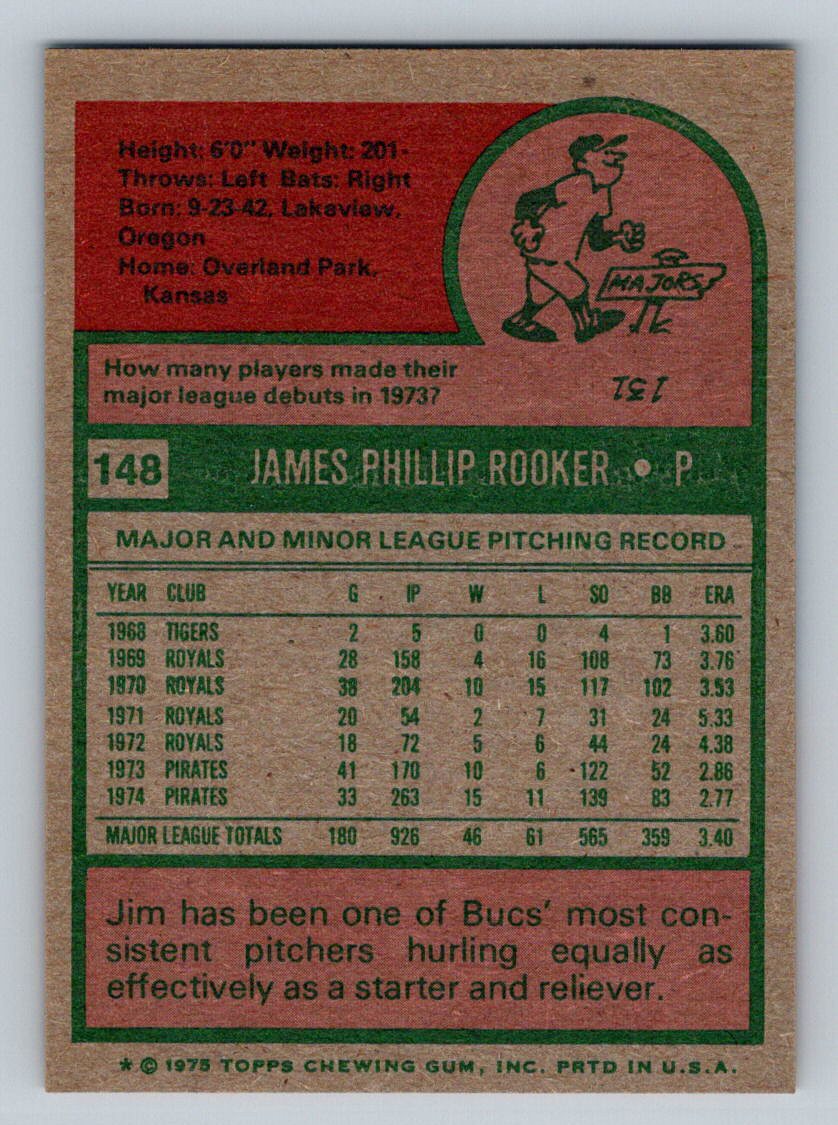 Height: 6'0" Weight: 201-
Throws: Left Bats: Right
Born: 9-23-42, Lakeview,
Oregon
Home: Overland Park,
Kansas
MAJORS
How many players made their
major league debuts in 1973?
131
148 JAMES PHILLIP ROOKER • P
MAJOR AND MINOR LEAGUE PITCHING RECORD
YEAR CLUB G IP W L SO BB ERA
1968 TIGERS 2 5 0 0 4 1 3.60
1969 ROYALS 28 158 4 16 108 73 3.76
1970 ROYALS 38 204 10 15 117 102 3.53
1971 ROYALS 20 54 2 7 31 24 5.33
1972 ROYALS 18 72 5 6 44 24 4.38
1973 PIRATES 41 170 10 6 122 52 2.86
1974 PIRATES 33 263 15 11 139 83 2.77
MAJOR LEAGUE TOTALS 180 926 46 61 565 359 3.40
Jim has been one of Bucs' most con-
sistent pitchers hurling equally as
effectively as a starter and reliever.
* © 1975 TOPPS CHEWING GUM, INC. PRTD IN U.S.A.